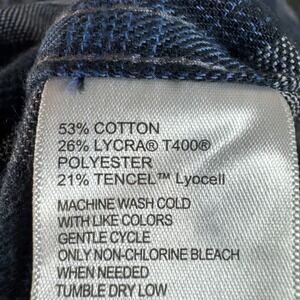 53% COTTON
26% LYCRA® T400®
POLYESTER
21% TENCEL™ Lyocell
MACHINE WASH COLD
WITH LIKE COLORS
GENTLE CYCLE
ONLY NON-CHLORINE BLEACH
WHEN NEEDED
TUMBLE DRY LOW